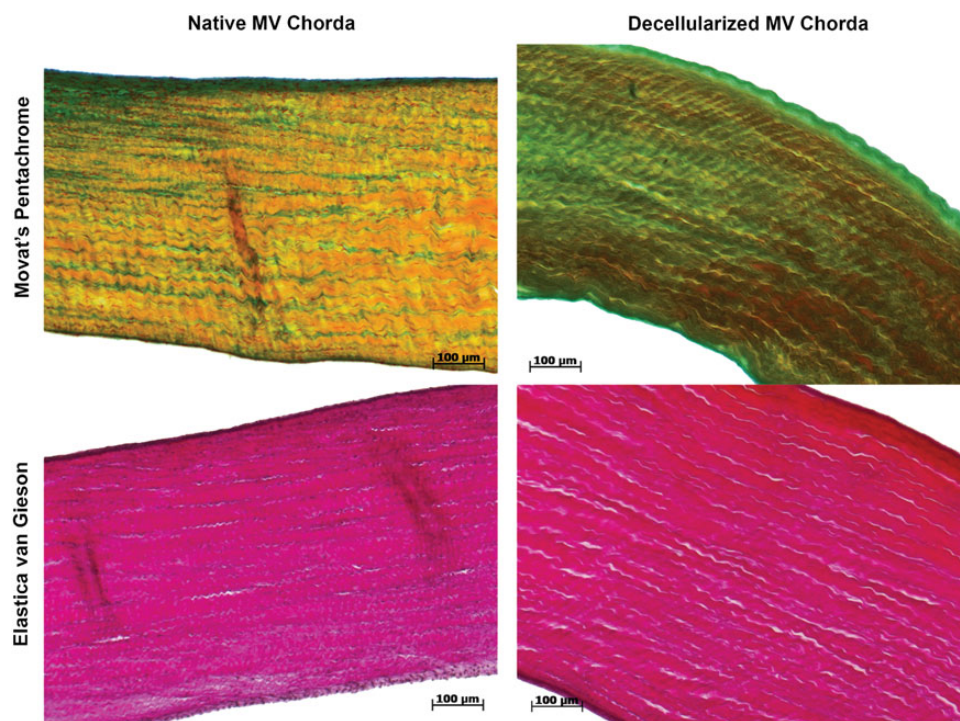 Native MV Chorda
Decellularized MV Chorda
Movat's Pentachrome
100 µm
100 µm
Elastica van Gieson
100 µm
100 µm